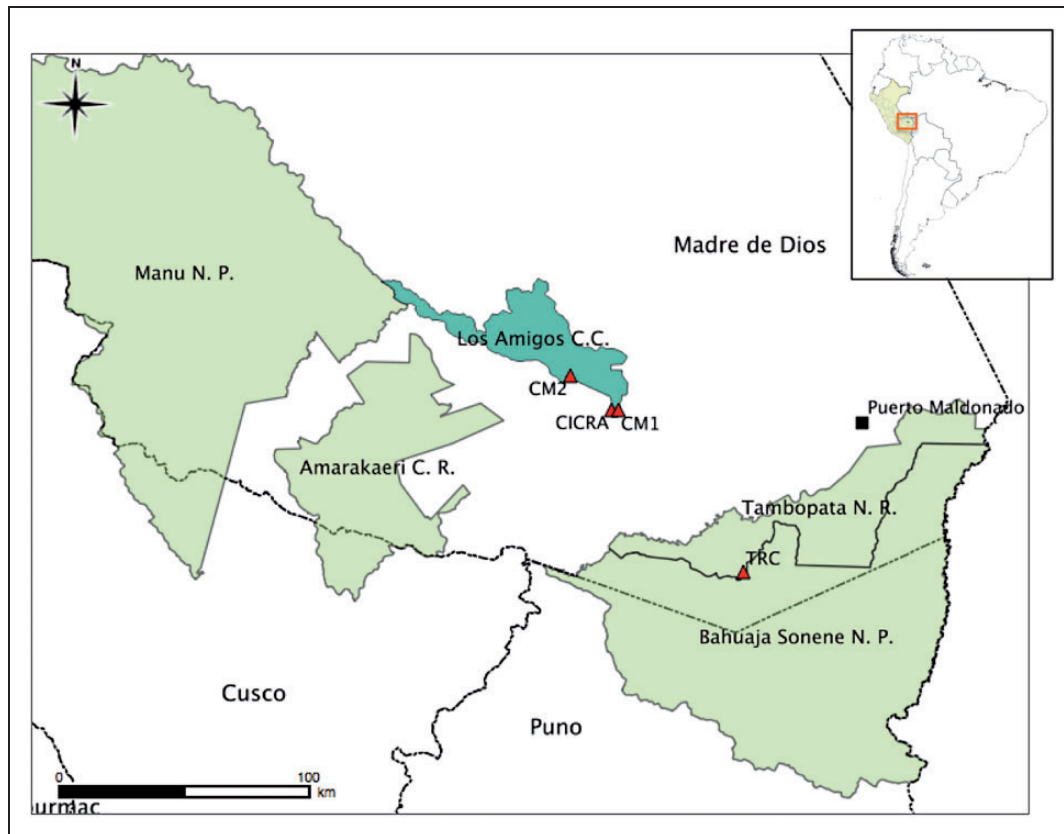 N
Madre de Dios
Manu N. P.
Los Amigos C.C.
CM2
CICRA
CM1
Puerto Maldonado
Amarakaeri C. R.
Tambopata N. R.
TRC
Bahuaja Sonene N. P.
Cusco
Puno
0
100
km
urmac